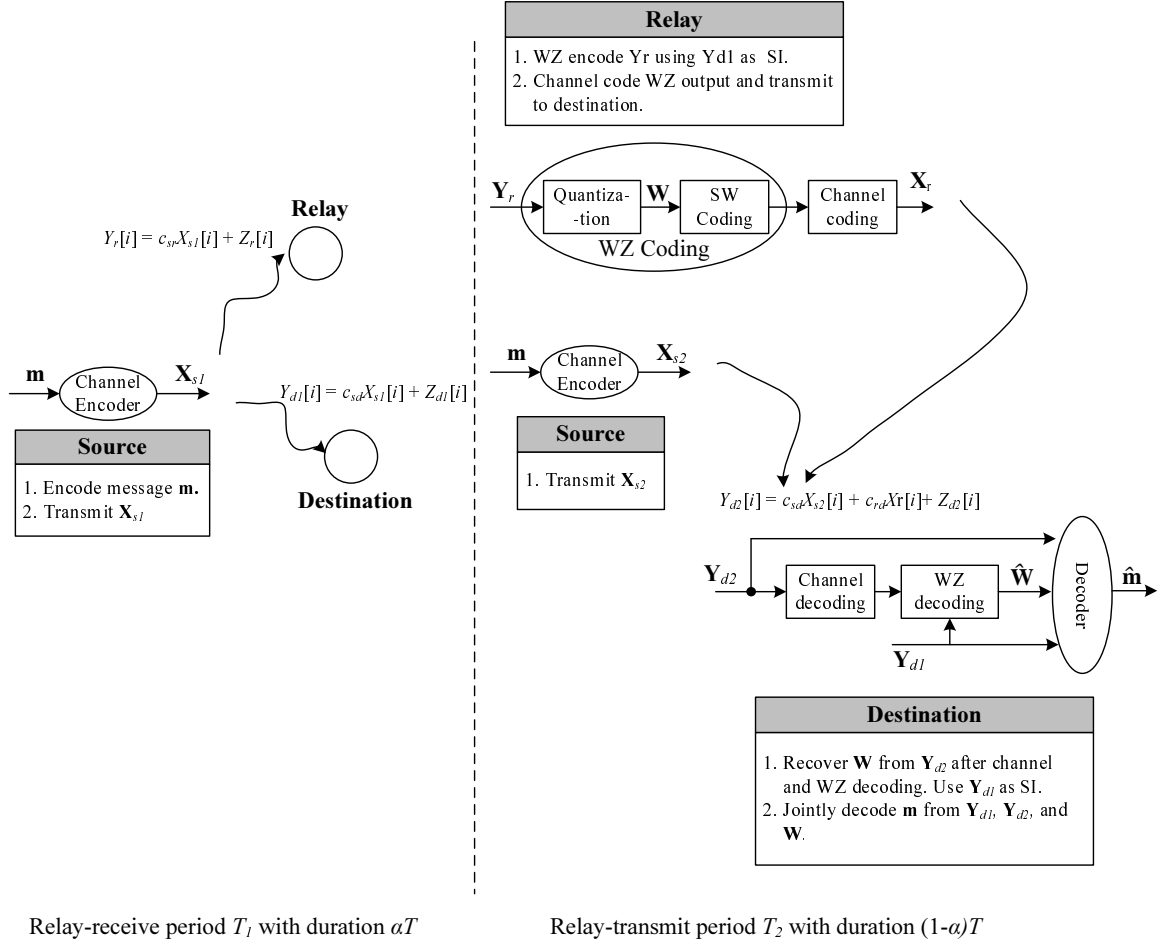 Relay
1. WZ encode Yr using Yd1 as SI.
2. Channel code WZ output and transmit
to destination.
Yr
Quantiza-
-tion
W
SW
Coding
WZ Coding
Channel
coding
Xr
Relay
Yr[i] = csrXs1[i] + Zr[i]
m
Channel
Encoder
Xs1
Yd1[i] = csdXs1[i] + Zd1[i]
Source
1. Encode message m.
2. Transmit Xs1
Destination
m
Channel
Encoder
Xs2
Source
1. Transmit Xs2
Yd2[i] = csdXs2[i] + crdXr[i]+ Zd2[i]
Yd2
Channel
decoding
WZ
decoding
Ŵ
Decoder
m̂
Yd1
Destination
1. Recover W from Yd2 after channel
and WZ decoding. Use Yd1 as SI.
2. Jointly decode m from Yd1, Yd2, and
W.
Relay-receive period T1 with duration αT
Relay-transmit period T2 with duration (1-α)T